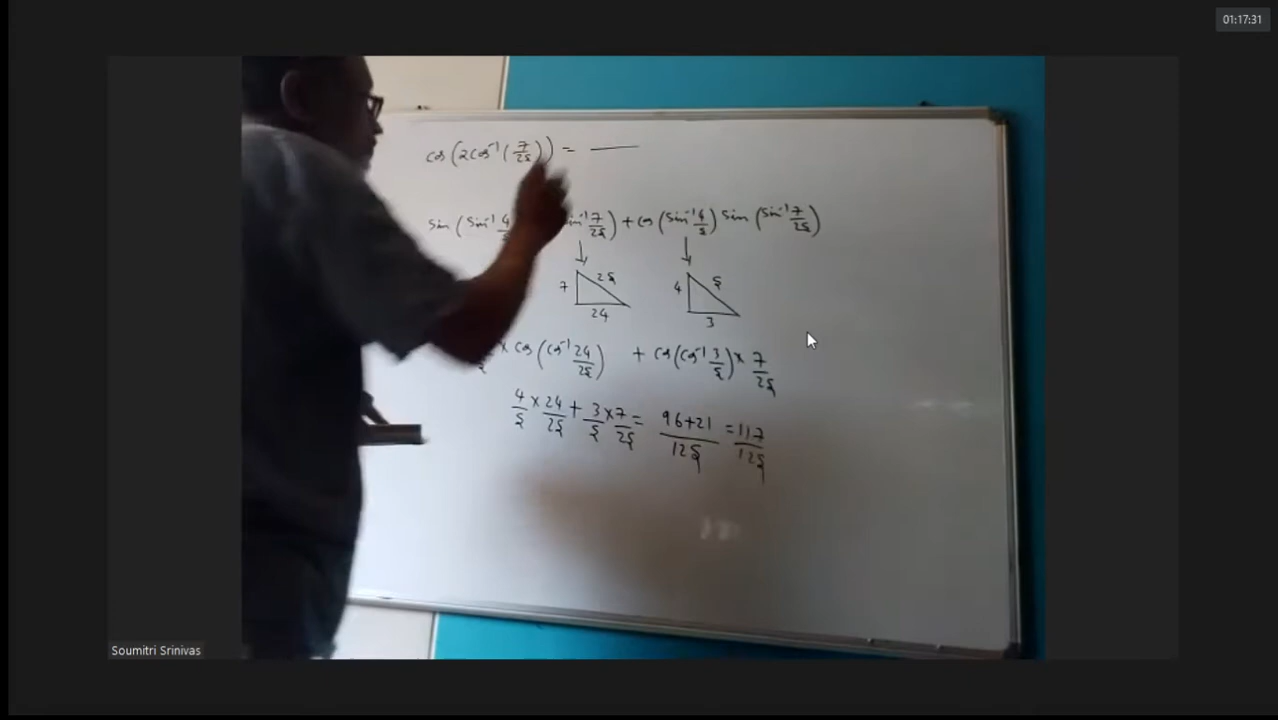 01:17:31
cos(2cos⁻¹(7/25)) = ___
sin(sin⁻¹ 4 sin⁻¹ 7/25) + cos(sin⁻¹ 4/5) sin(sin⁻¹ 7/25)
7 25 4 5
24 3
× cos(cos⁻¹ 24/25) + cos(cos⁻¹ 3/5) × 7/25
4/5 × 24/25 + 3/5 × 7/25 = 96+21/125 = 117/125
Soumitri Srinivas